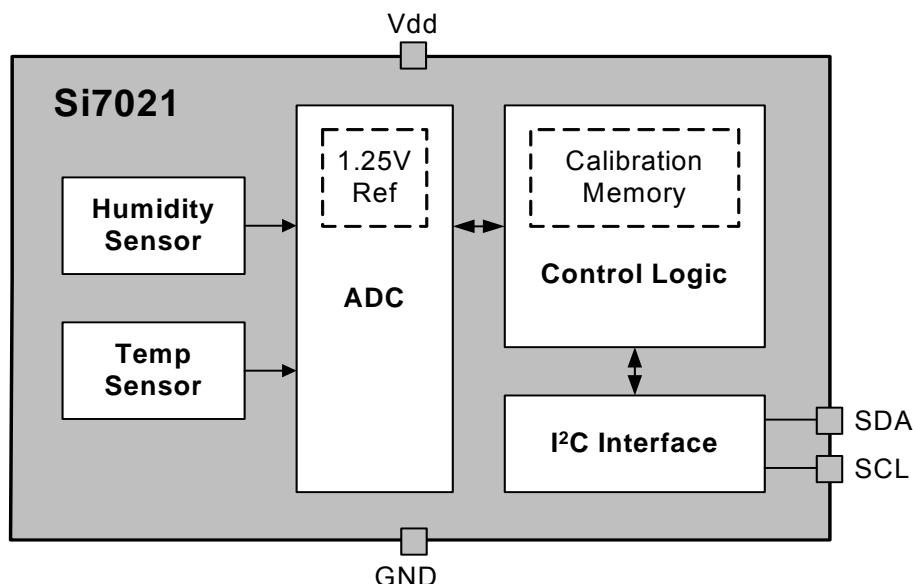 Vdd
Si7021
Humidity
Sensor
Temp
Sensor
1.25V
Ref
ADC
Calibration
Memory
Control Logic
I²C Interface
SDA
SCL
GND